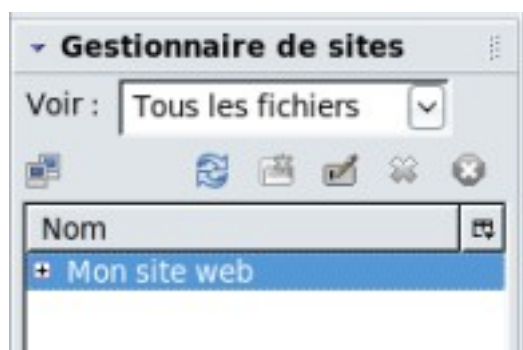 Gestionnaire de sites
Voir : Tous les fichiers
Nom
Mon site web